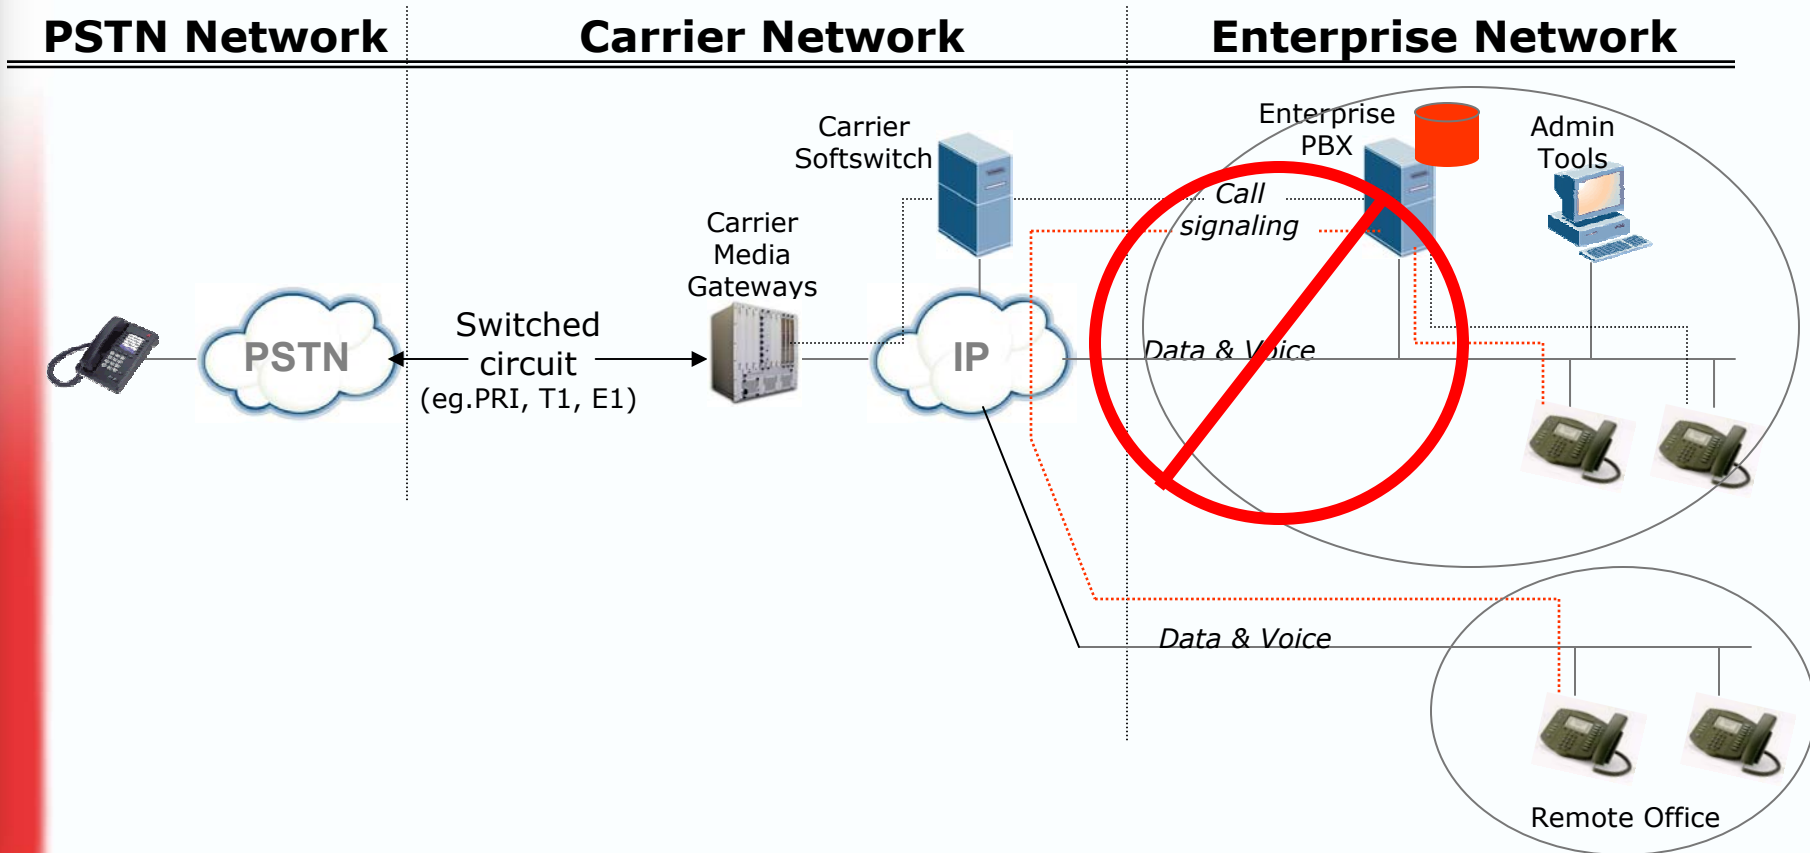 PSTN Network
Carrier Network
Enterprise Network
Carrier
Softswitch
Enterprise
PBX
Admin
Tools
Call
signaling
Carrier
Media
Gateways
PSTN
Switched
circuit
(eg.PRI, T1, E1)
IP
Data & Voice
Data & Voice
Remote Office